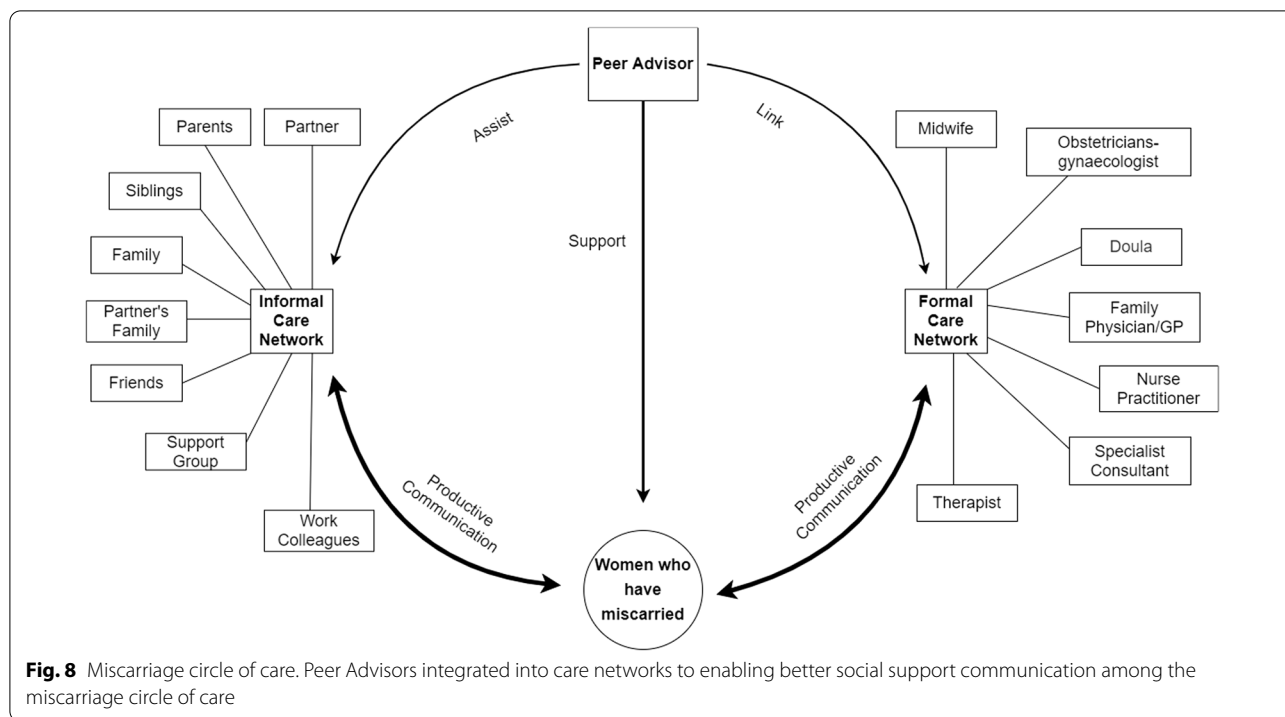 Peer Advisor
Assist
Link
Support
Parents
Partner
Siblings
Family
Partner's
Family
Friends
Support
Group
Work
Colleagues
Informal
Care
Network
Midwife
Obstetricians-
gynaecologist
Doula
Family
Physician/GP
Nurse
Practitioner
Specialist
Consultant
Therapist
Formal
Care
Network
Productive
Communication
Productive
Communication
Women who
have
miscarried
Fig. 8 Miscarriage circle of care. Peer Advisors integrated into care networks to enabling better social support communication among the
miscarriage circle of care